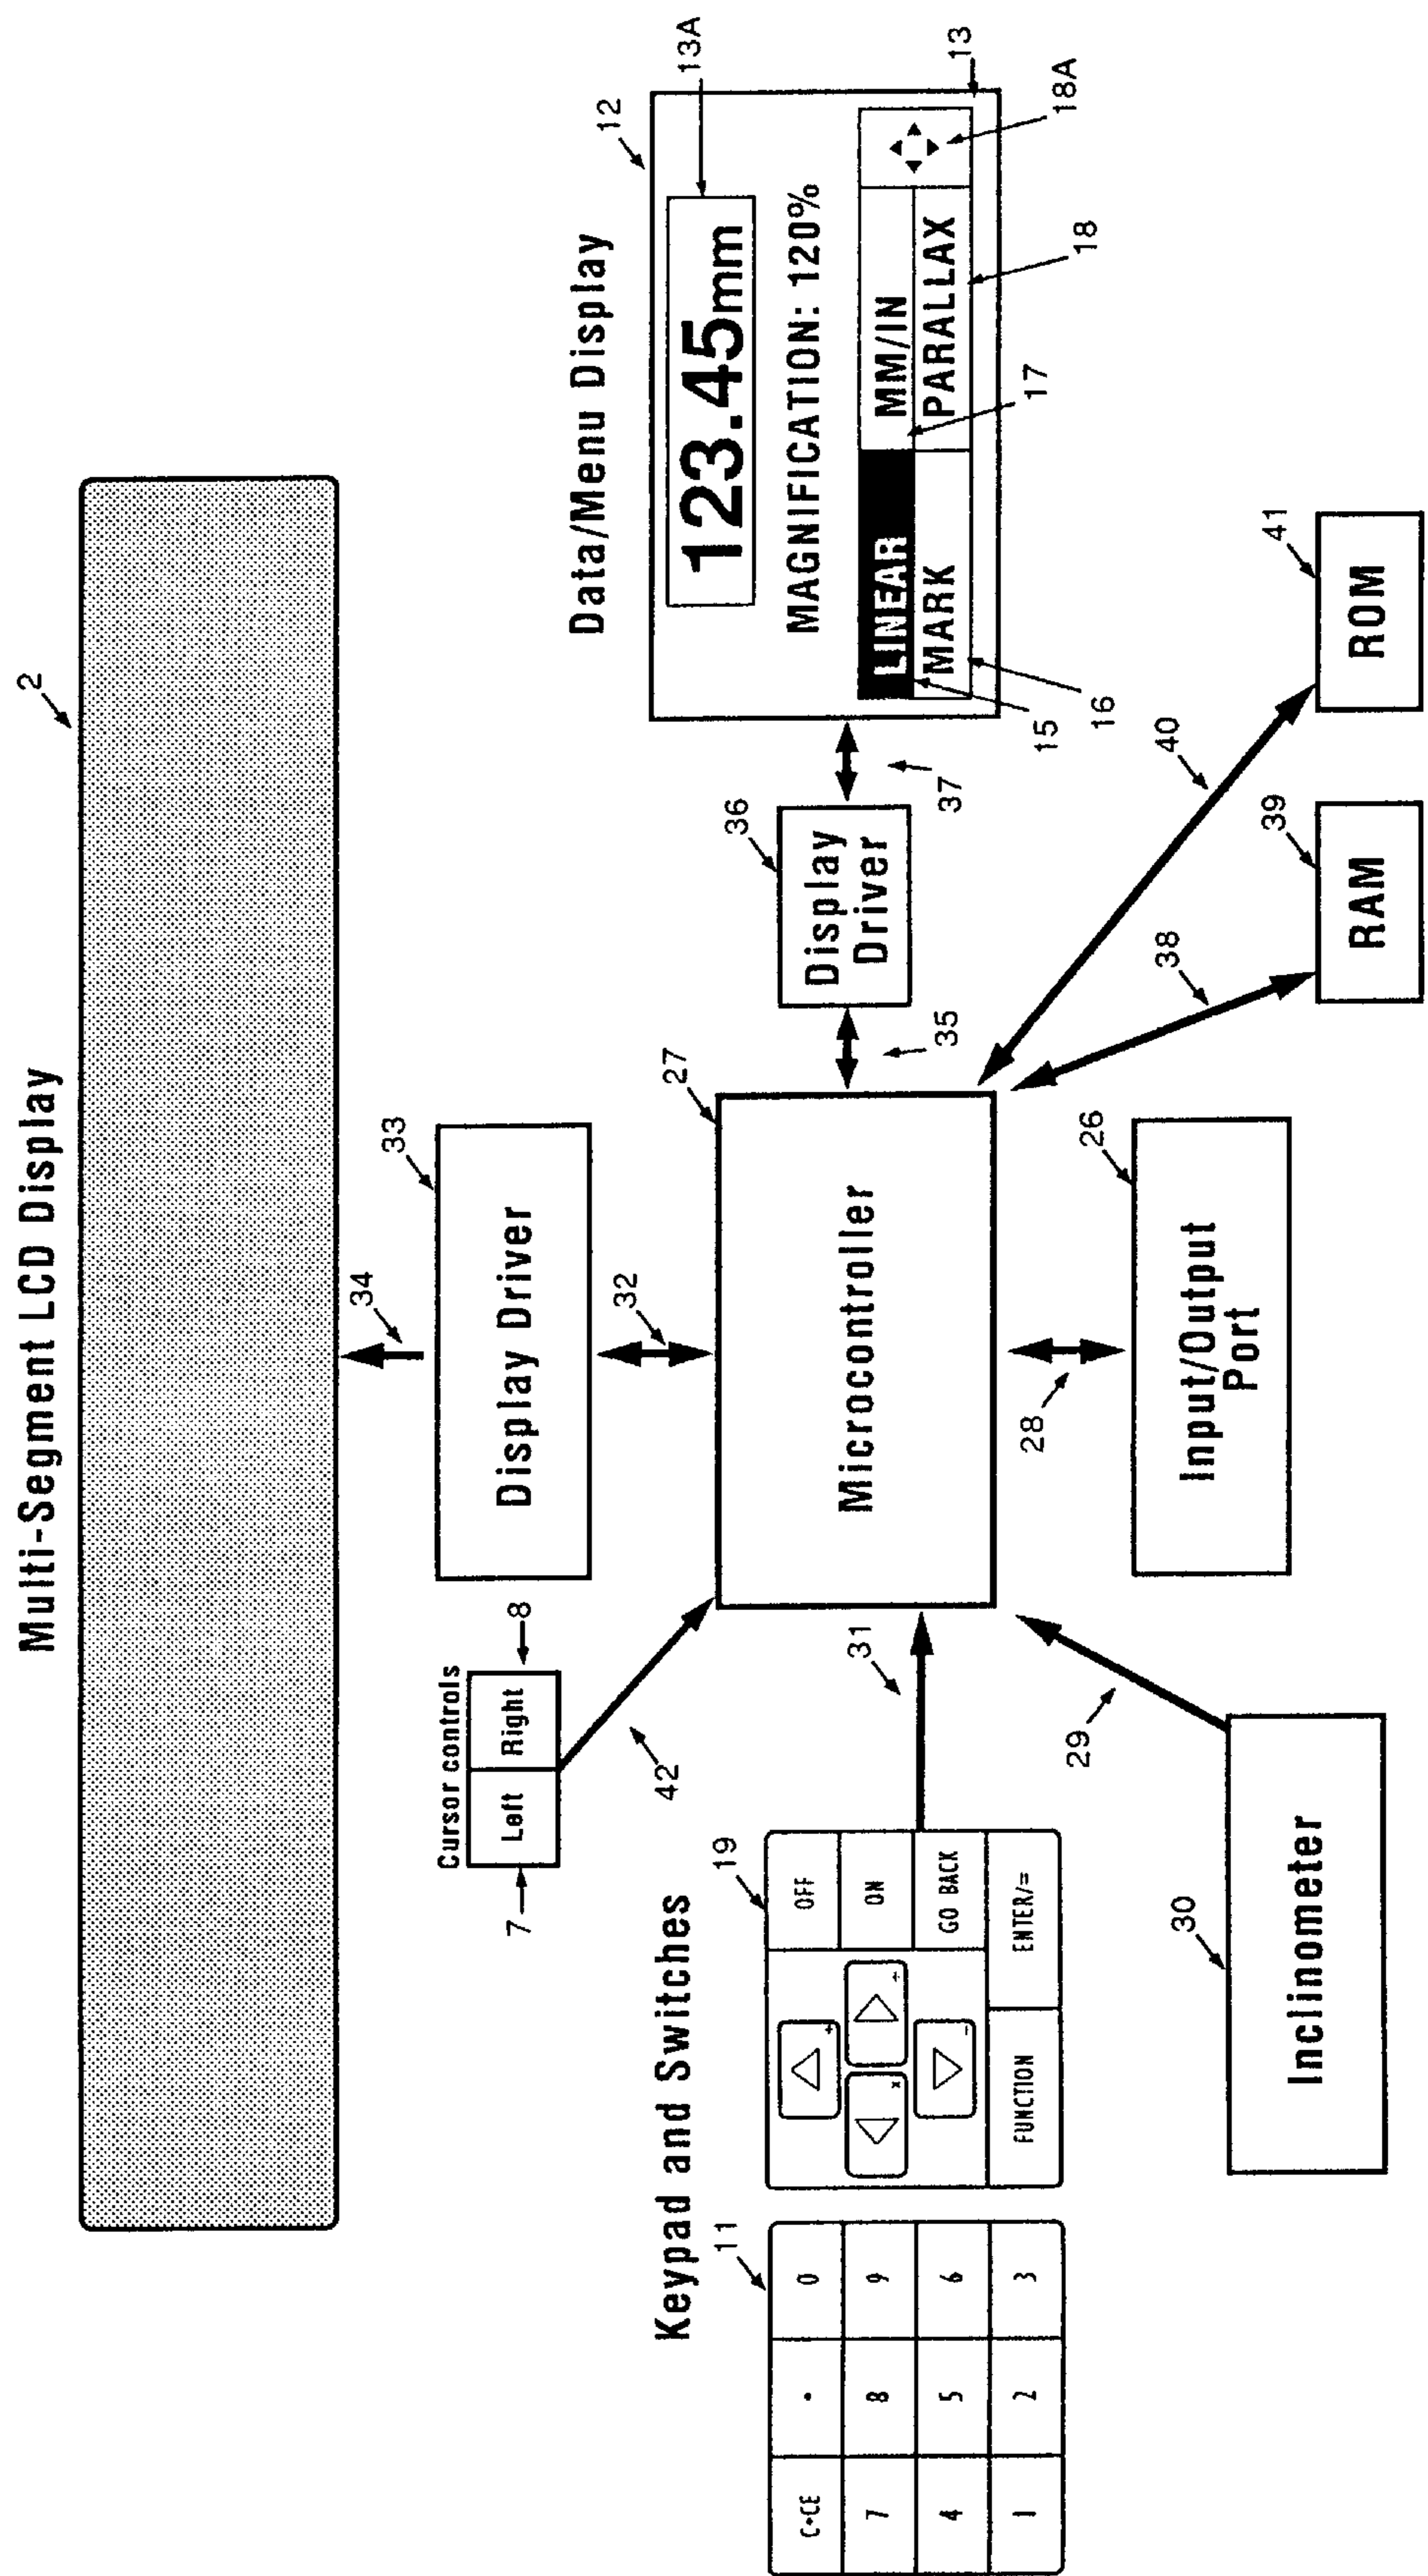 Multi-Segment LCD Display
2
34
Cursor controls
Left Right
7
8
33
Display Driver
32
42
Data/Menu Display
12
13A
123.45mm
MAGNIFICATION: 120%
LINEAR MM/IN
MARK PARALLAX
13
15
16
17
18
18A
Keypad and Switches
11
C•CE • 0
7 8 9
4 5 6
1 2 3
19
+
x ÷
-
OFF
ON
GO BACK
FUNCTION ENTER/=
31
27
Microcontroller
35
36
Display
Driver
37
30
Inclinometer
29
28
26
Input/Output
Port
38
39
RAM
40
41
ROM